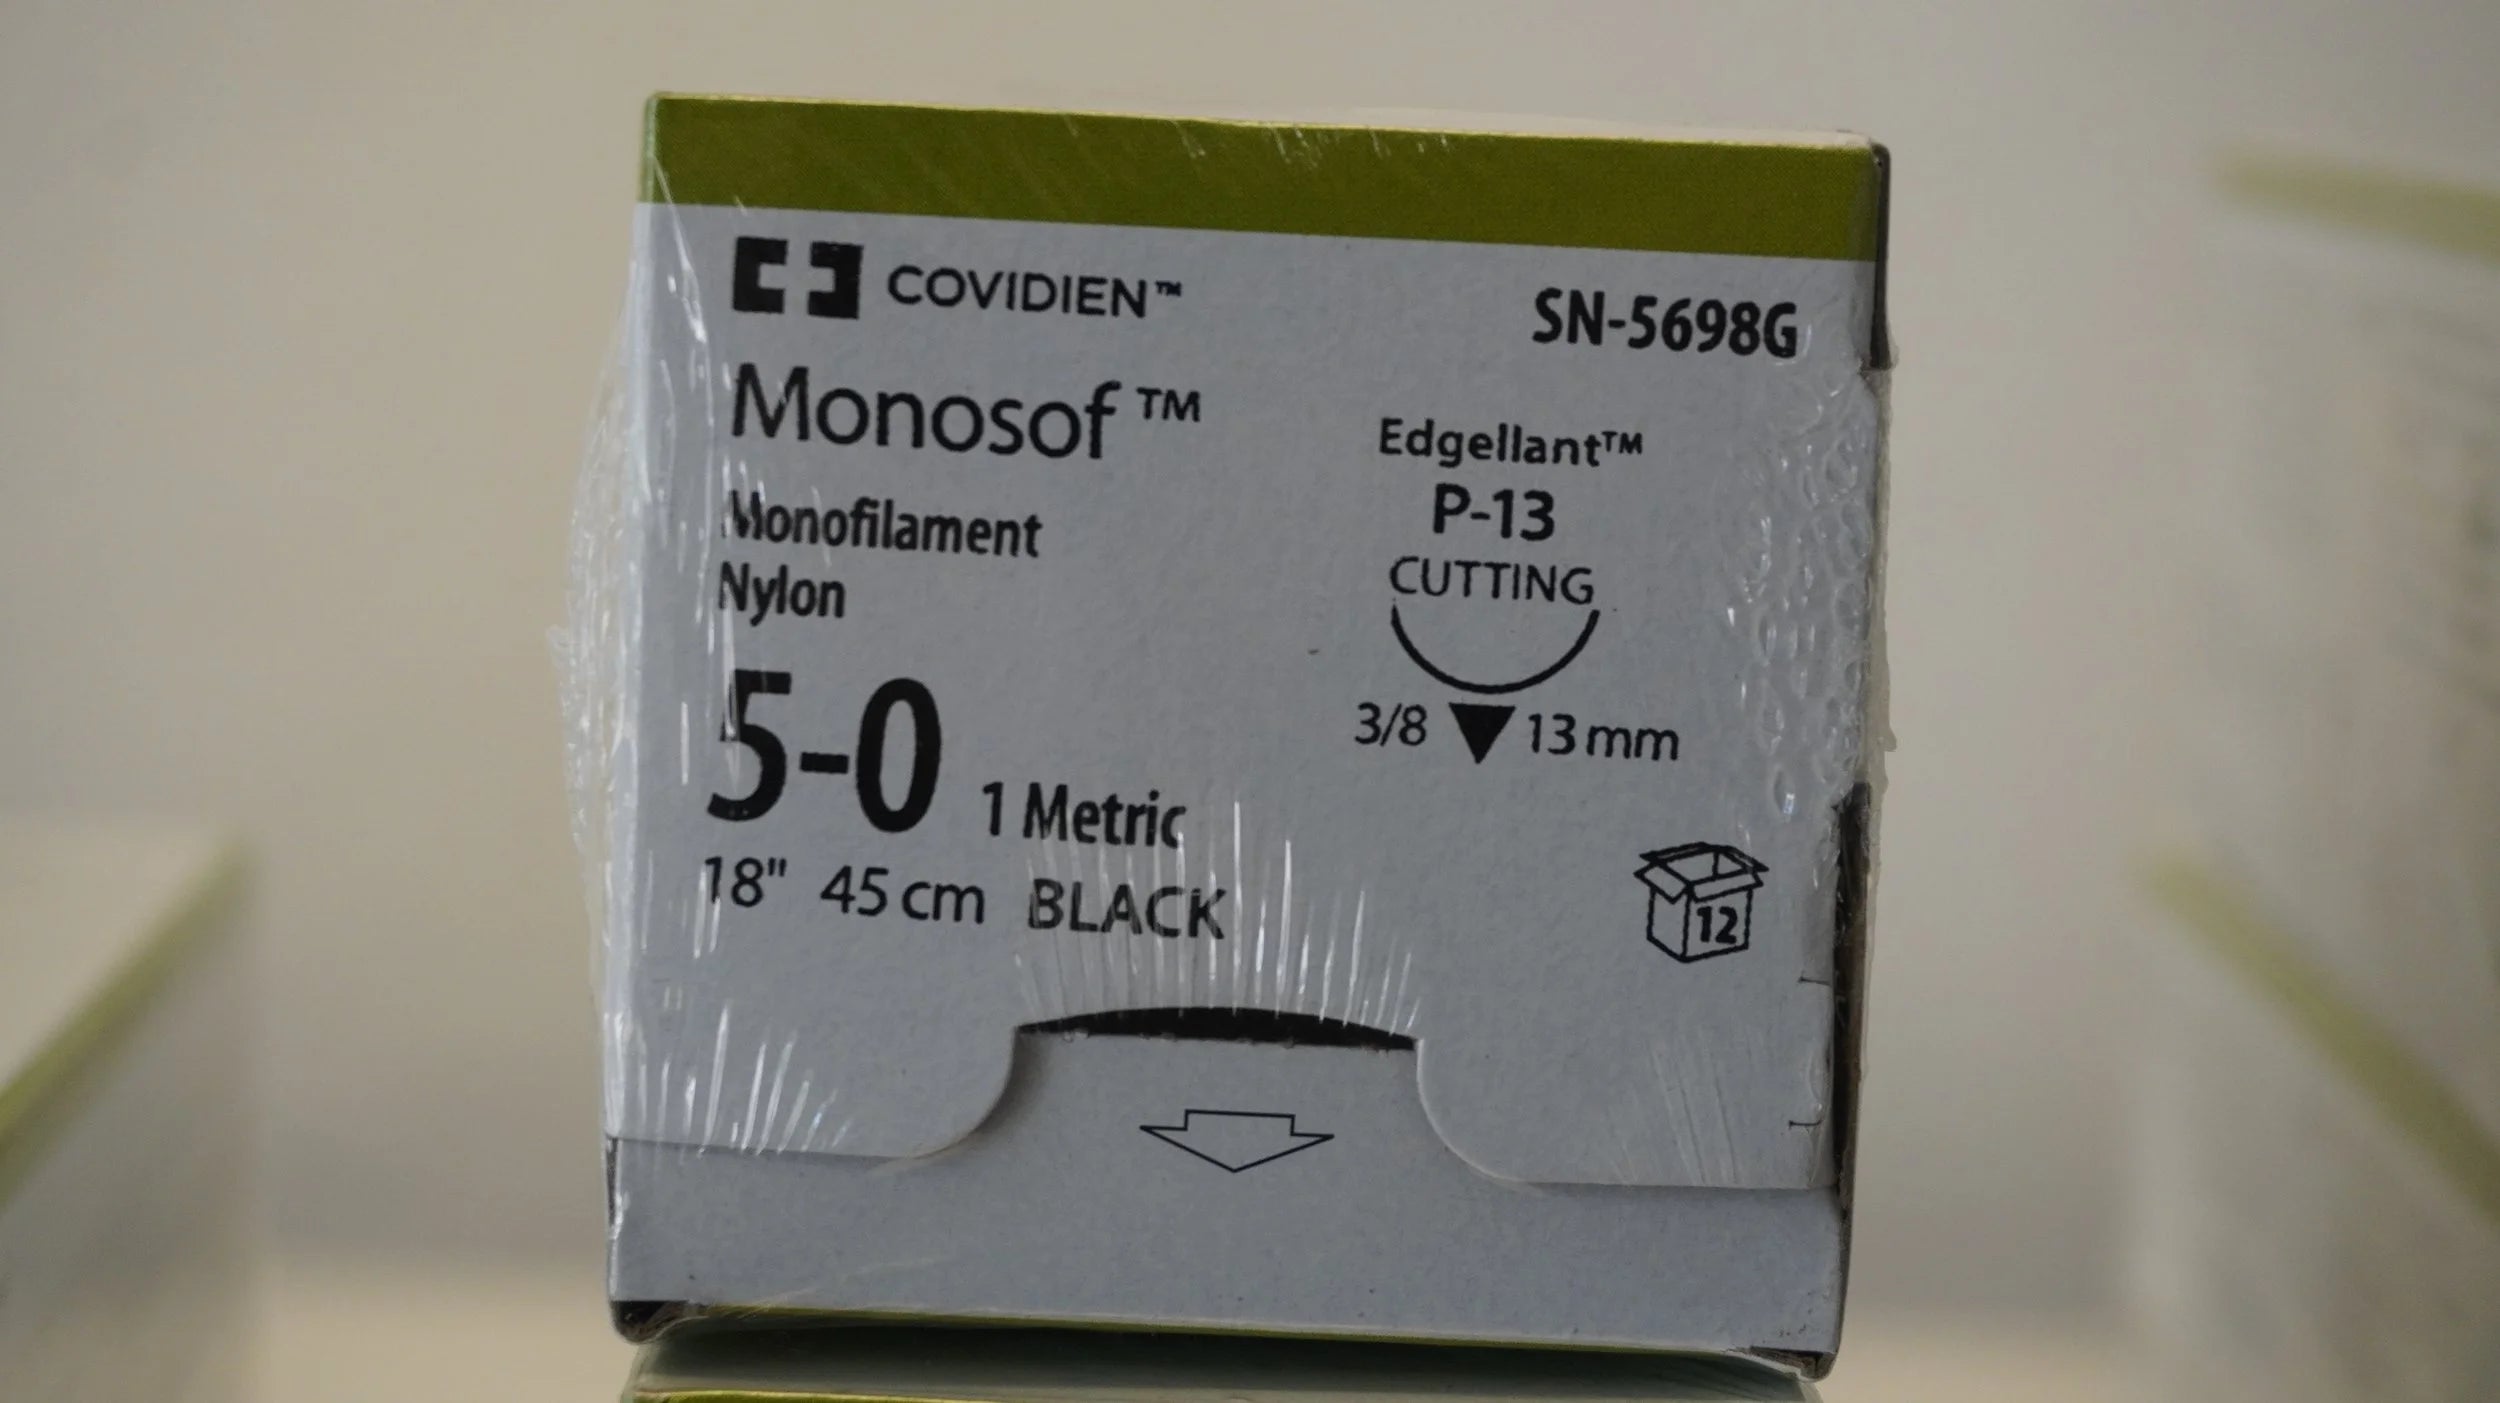 COVIDIEN™
SN-5698G
Monosof™
Monofilament
Nylon
5-0 1 Metric
18" 45 cm BLACK
Edgellant™
P-13
CUTTING
3/8 13 mm
12